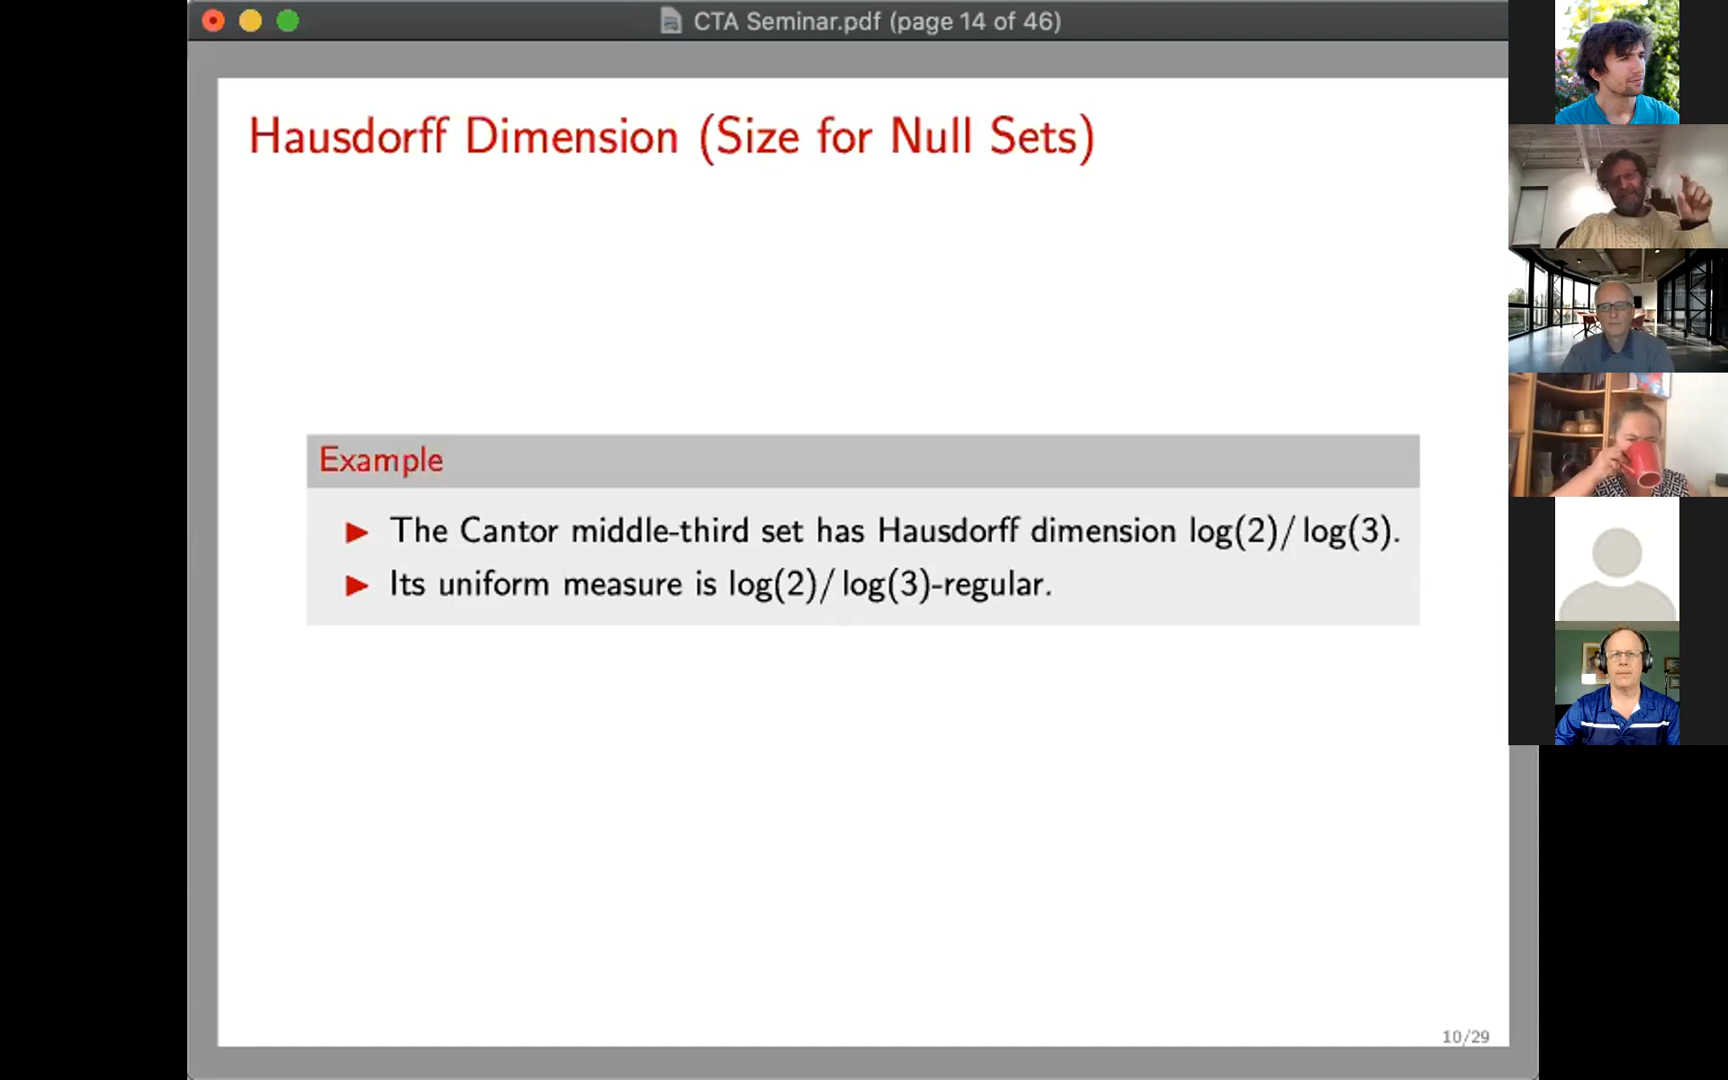 CTA Seminar.pdf (page 14 of 46)
Hausdorff Dimension (Size for Null Sets)
Example
▶ The Cantor middle-third set has Hausdorff dimension log(2)/log(3).
▶ Its uniform measure is log(2)/log(3)-regular.
10/29